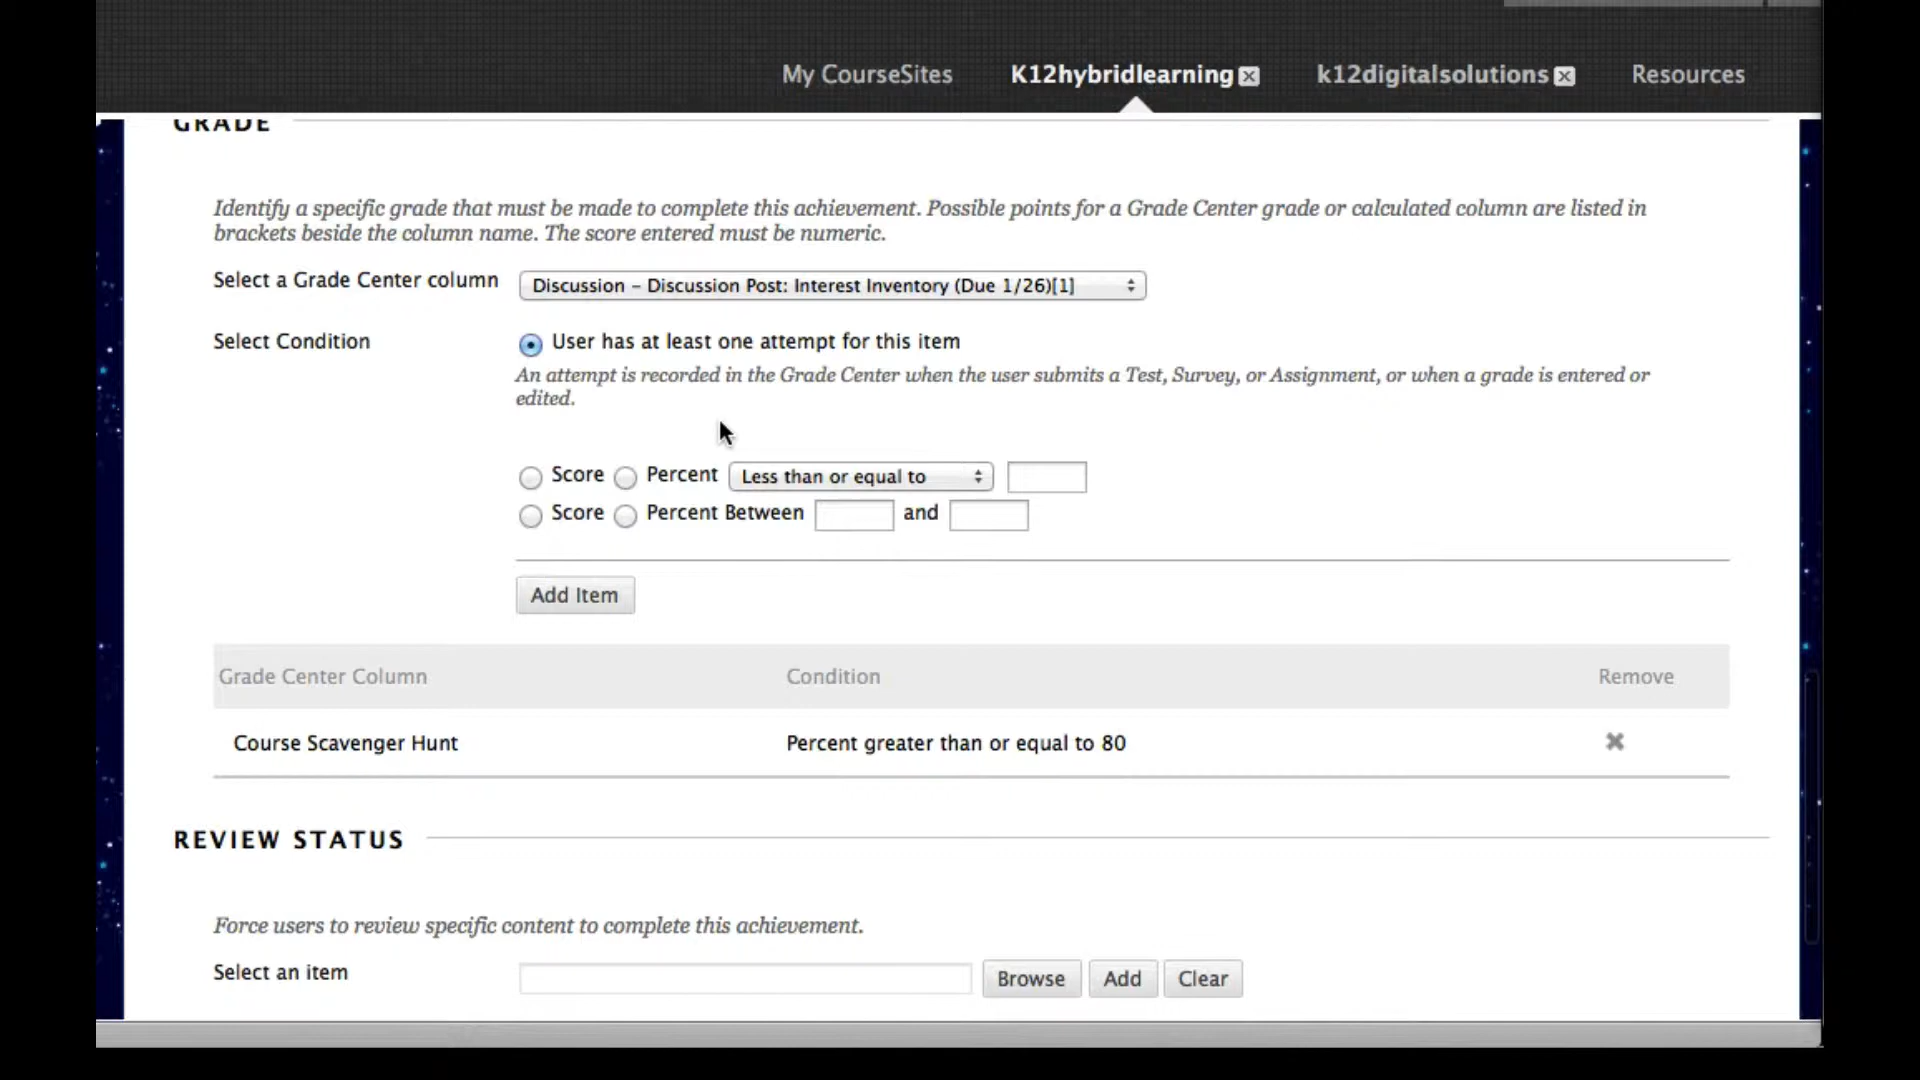 My CourseSites K12hybridlearning k12digitalsolutions Resources
GRADE
Identify a specific grade that must be made to complete this achievement. Possible points for a Grade Center grade or calculated column are listed in
brackets beside the column name. The score entered must be numeric.
Select a Grade Center column Discussion – Discussion Post: Interest Inventory (Due 1/26)[1]
Select Condition User has at least one attempt for this item
An attempt is recorded in the Grade Center when the user submits a Test, Survey, or Assignment, or when a grade is entered or
edited.
Score Percent Less than or equal to
Score Percent Between and
Add Item
Grade Center Column Condition Remove
Course Scavenger Hunt Percent greater than or equal to 80
REVIEW STATUS
Force users to review specific content to complete this achievement.
Select an item Browse Add Clear